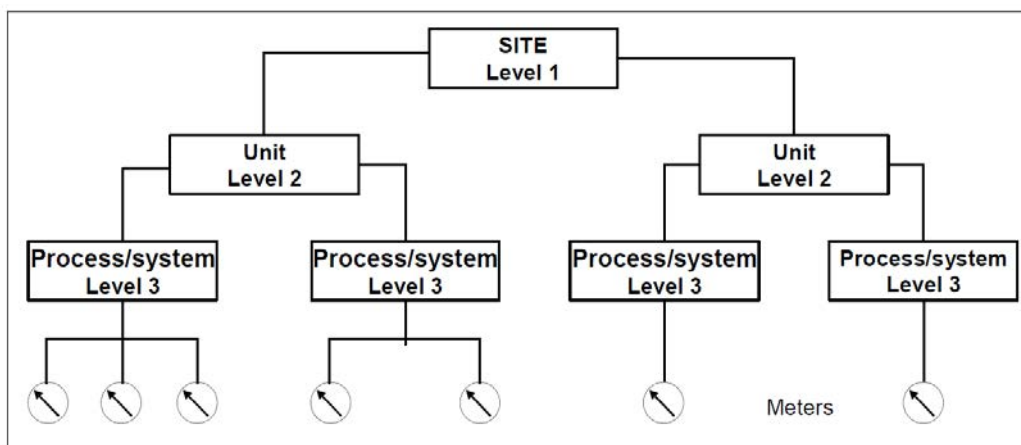 SITE
Level 1
Unit
Level 2
Unit
Level 2
Process/system
Level 3
Process/system
Level 3
Process/system
Level 3
Process/system
Level 3
Meters